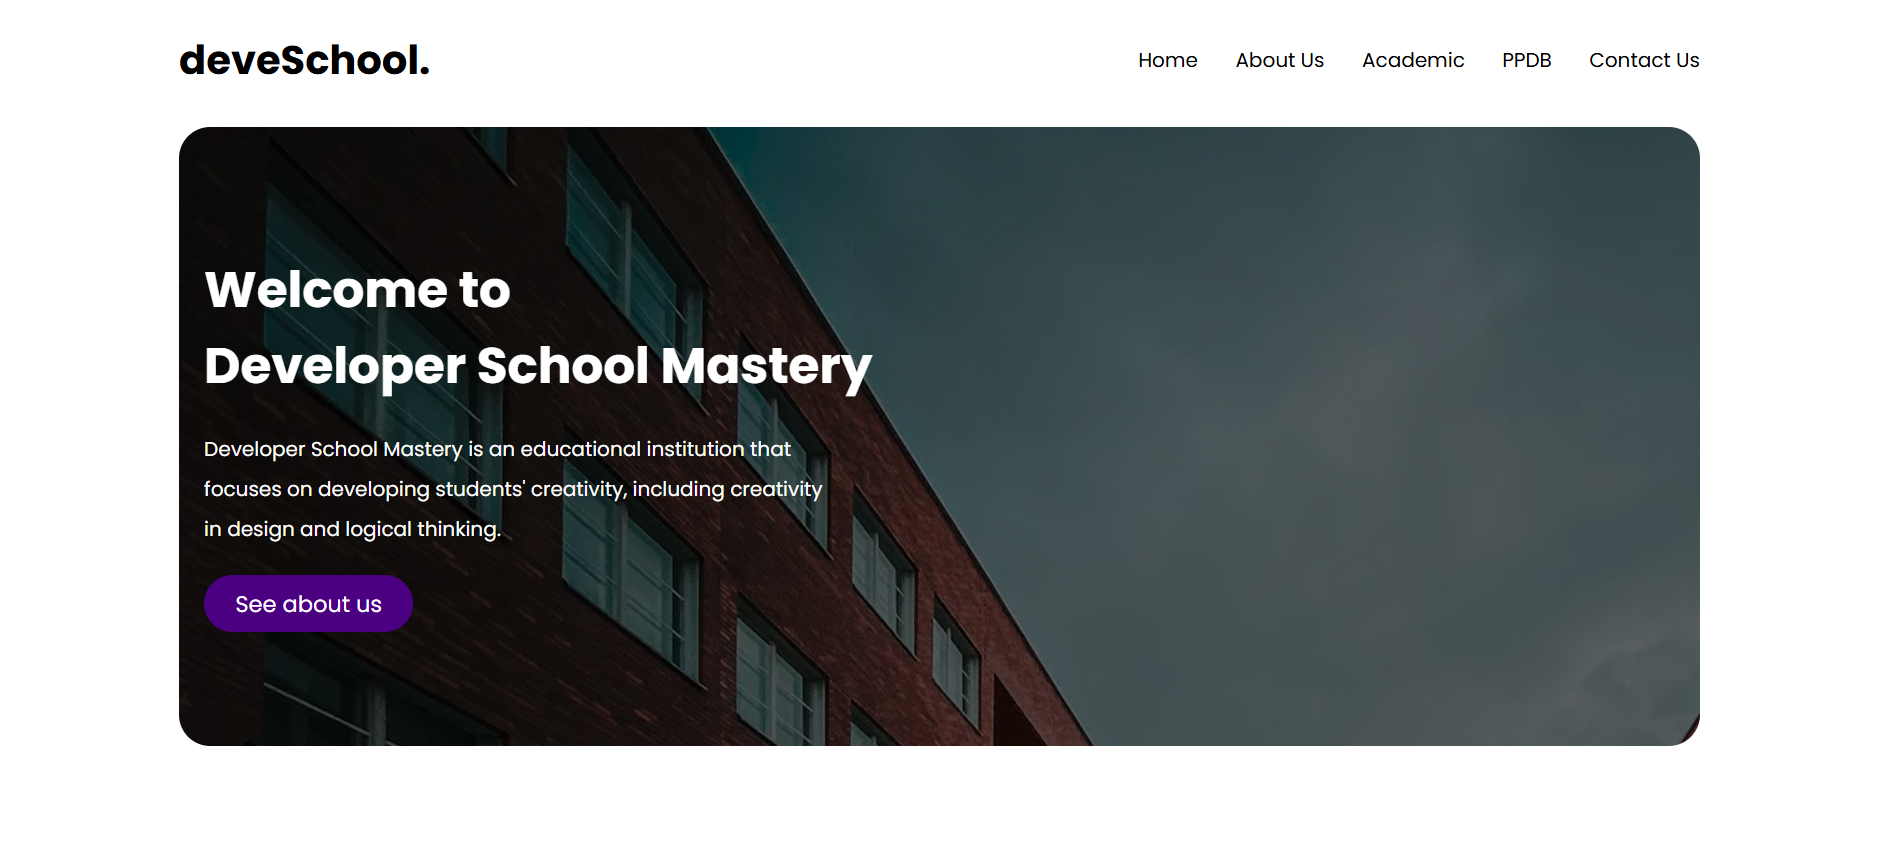 deveSchool.
Home About Us Academic PPDB Contact Us
Welcome to
Developer School Mastery
Developer School Mastery is an educational institution that
focuses on developing students' creativity, including creativity
in design and logical thinking.
See about us